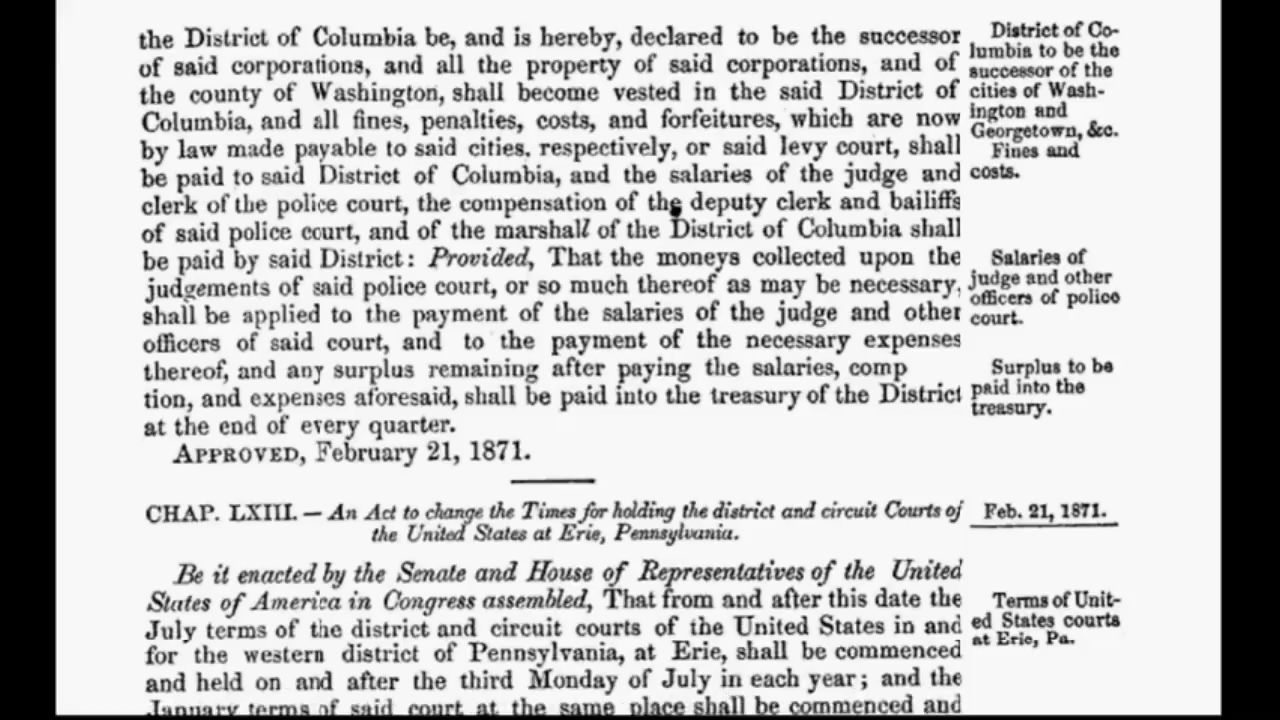 the District of Columbia be, and is hereby, declared to be the successor
of said corporations, and all the property of said corporations, and of
the county of Washington, shall become vested in the said District of
Columbia, and all fines, penalties, costs, and forfeitures, which are now
by law made payable to said cities, respectively, or said levy court, shall
be paid to said District of Columbia, and the salaries of the judge and
clerk of the police court, the compensation of the deputy clerk and bailiffs
of said police court, and of the marshal of the District of Columbia shall
be paid by said District: Provided, That the moneys collected upon the
judgements of said police court, or so much thereof as may be necessary,
shall be applied to the payment of the salaries of the judge and other
officers of said court, and to the payment of the necessary expenses
thereof, and any surplus remaining after paying the salaries, comp
tion, and expenses aforesaid, shall be paid into the treasury of the District
at the end of every quarter.
APPROVED, February 21, 1871.
District of Co-
lumbia to be the
successor of the
cities of Wash-
ington and
Georgetown, &c.
Fines and
costs.
Salaries of
judge and other
officers of police
court.
Surplus to be
paid into the
treasury.
CHAP. LXIII. — An Act to change the Times for holding the district and circuit Courts of
the United States at Erie, Pennsylvania.
Feb. 21, 1871.
Be it enacted by the Senate and House of Representatives of the United
States of America in Congress assembled, That from and after this date the
July terms of the district and circuit courts of the United States in and
for the western district of Pennsylvania, at Erie, shall be commenced
and held on and after the third Monday of July in each year; and the
January terms of said court at the same place shall be commenced and
Terms of Unit-
ed States courts
at Erie, Pa.